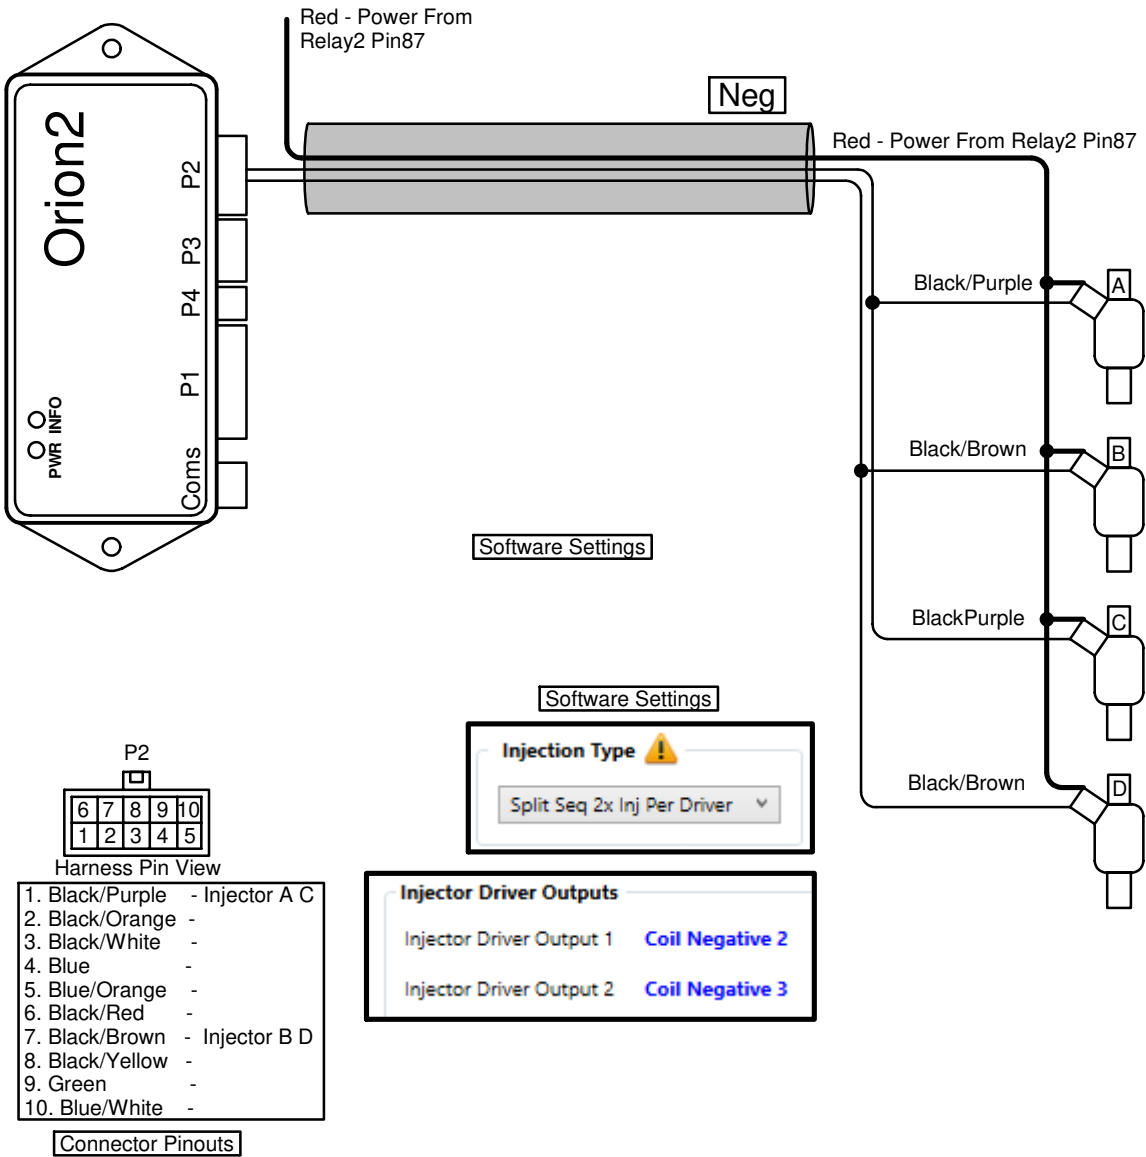 Red - Power From
Relay2 Pin87
Neg
Red - Power From Relay2 Pin87
Orion2
P2
P3
P4
P1
Coms
INFO
PWR
Black/Purple
A
Black/Brown
B
BlackPurple
C
Black/Brown
D
Software Settings
Software Settings
Injection Type
Split Seq 2x Inj Per Driver
Injector Driver Outputs
Injector Driver Output 1 Coil Negative 2
Injector Driver Output 2 Coil Negative 3
P2
6 7 8 9 10
1 2 3 4 5
Harness Pin View
1. Black/Purple - Injector A C
2. Black/Orange -
3. Black/White -
4. Blue -
5. Blue/Orange -
6. Black/Red -
7. Black/Brown - Injector B D
8. Black/Yellow -
9. Green -
10. Blue/White -
Connector Pinouts